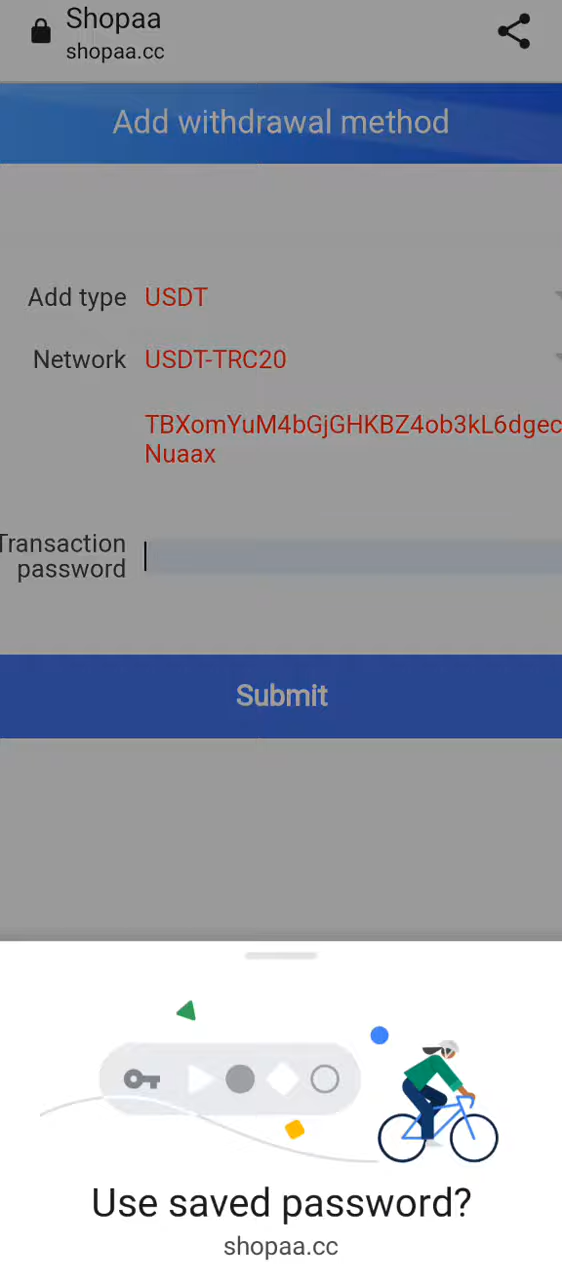 Shopaa
shopaa.cc
Add withdrawal method
Add type USDT
Network USDT-TRC20
TBXomYuM4bGjGHKBZ4ob3kL6dgec
Nuaax
Transaction
password
Submit
Use saved password?
shopaa.cc